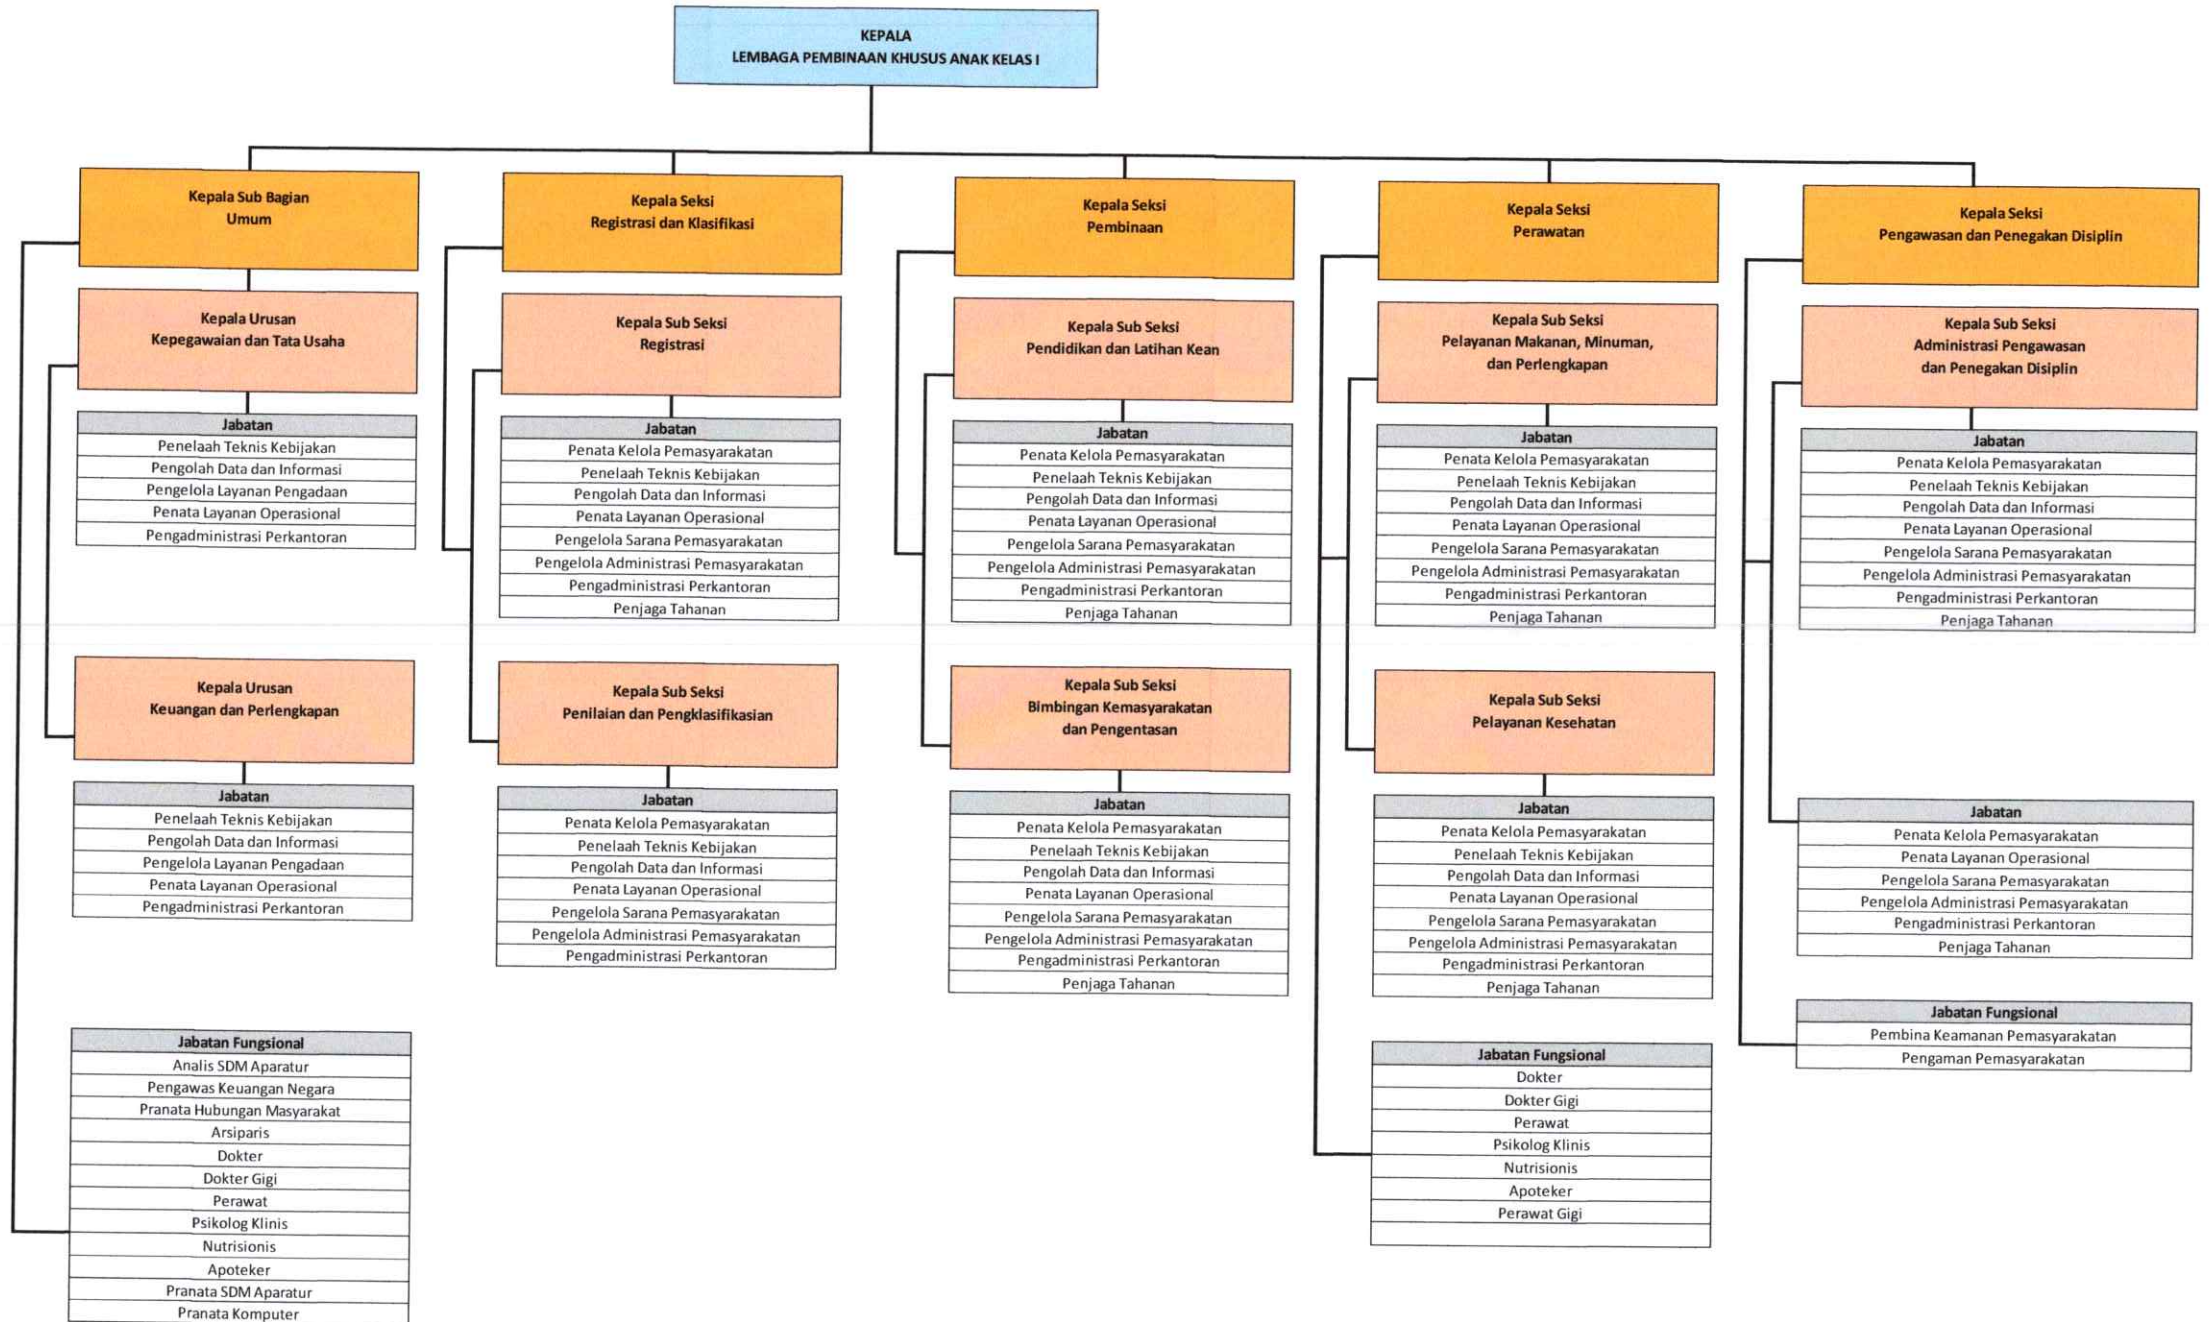 KEPALA
LEMBAGA PEMBINAAN KHUSUS ANAK KELAS I
Kepala Sub Bagian
Umum
Kepala Urusan
Kepegawaian dan Tata Usaha
Jabatan
Penelaah Teknis Kebijakan
Pengolah Data dan Informasi
Pengelola Layanan Pengadaan
Penata Layanan Operasional
Pengadministrasi Perkantoran
Kepala Urusan
Keuangan dan Perlengkapan
Jabatan
Penelaah Teknis Kebijakan
Pengolah Data dan Informasi
Pengelola Layanan Pengadaan
Penata Layanan Operasional
Pengadministrasi Perkantoran
Jabatan Fungsional
Analis SDM Aparatur
Pengawas Keuangan Negara
Pranata Hubungan Masyarakat
Arsiparis
Dokter
Dokter Gigi
Perawat
Psikolog Klinis
Nutrisionis
Apoteker
Pranata SDM Aparatur
Pranata Komputer
Kepala Seksi
Registrasi dan Klasifikasi
Kepala Sub Seksi
Registrasi
Jabatan
Penata Kelola Pemasyarakatan
Penelaah Teknis Kebijakan
Pengolah Data dan Informasi
Penata Layanan Operasional
Pengelola Sarana Pemasyarakatan
Pengelola Administrasi Pemasyarakatan
Pengadministrasi Perkantoran
Penjaga Tahanan
Kepala Sub Seksi
Penilaian dan Pengklasifikasian
Jabatan
Penata Kelola Pemasyarakatan
Penelaah Teknis Kebijakan
Pengolah Data dan Informasi
Penata Layanan Operasional
Pengelola Sarana Pemasyarakatan
Pengelola Administrasi Pemasyarakatan
Pengadministrasi Perkantoran
Kepala Seksi
Pembinaan
Kepala Sub Seksi
Pendidikan dan Latihan Kean
Jabatan
Penata Kelola Pemasyarakatan
Penelaah Teknis Kebijakan
Pengolah Data dan Informasi
Penata Layanan Operasional
Pengelola Sarana Pemasyarakatan
Pengelola Administrasi Pemasyarakatan
Pengadministrasi Perkantoran
Penjaga Tahanan
Kepala Sub Seksi
Bimbingan Kemasyarakatan
dan Pengentasan
Jabatan
Penata Kelola Pemasyarakatan
Penelaah Teknis Kebijakan
Pengolah Data dan Informasi
Penata Layanan Operasional
Pengelola Sarana Pemasyarakatan
Pengelola Administrasi Pemasyarakatan
Pengadministrasi Perkantoran
Penjaga Tahanan
Kepala Seksi
Perawatan
Kepala Sub Seksi
Pelayanan Makanan, Minuman,
dan Perlengkapan
Jabatan
Penata Kelola Pemasyarakatan
Penelaah Teknis Kebijakan
Pengolah Data dan Informasi
Penata Layanan Operasional
Pengelola Sarana Pemasyarakatan
Pengelola Administrasi Pemasyarakatan
Pengadministrasi Perkantoran
Penjaga Tahanan
Kepala Sub Seksi
Pelayanan Kesehatan
Jabatan
Penata Kelola Pemasyarakatan
Penelaah Teknis Kebijakan
Pengolah Data dan Informasi
Penata Layanan Operasional
Pengelola Sarana Pemasyarakatan
Pengelola Administrasi Pemasyarakatan
Pengadministrasi Perkantoran
Penjaga Tahanan
Jabatan Fungsional
Dokter
Dokter Gigi
Perawat
Psikolog Klinis
Nutrisionis
Apoteker
Perawat Gigi
Kepala Seksi
Pengawasan dan Penegakan Disiplin
Kepala Sub Seksi
Administrasi Pengawasan
dan Penegakan Disiplin
Jabatan
Penata Kelola Pemasyarakatan
Penelaah Teknis Kebijakan
Pengolah Data dan Informasi
Penata Layanan Operasional
Pengelola Sarana Pemasyarakatan
Pengelola Administrasi Pemasyarakatan
Pengadministrasi Perkantoran
Penjaga Tahanan
Jabatan
Penata Kelola Pemasyarakatan
Penata Layanan Operasional
Pengelola Sarana Pemasyarakatan
Pengelola Administrasi Pemasyarakatan
Pengadministrasi Perkantoran
Penjaga Tahanan
Jabatan Fungsional
Pembina Keamanan Pemasyarakatan
Pengaman Pemasyarakatan